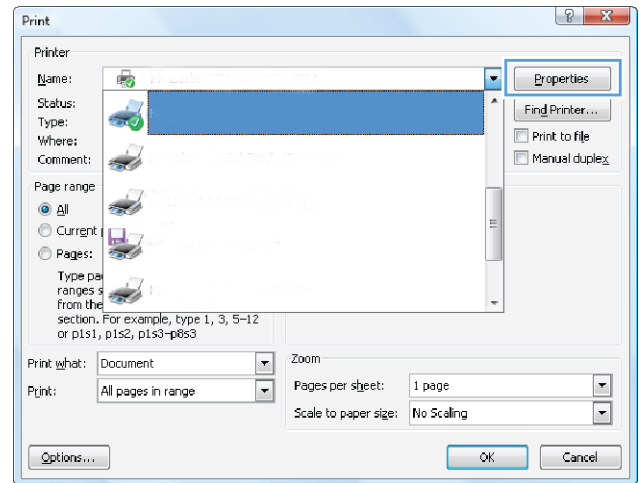 Print
Printer
Name:
Properties
Status:
Find Printer...
Type:
Where:
Print to file
Comment:
Manual duplex
Page range
All
Current
Pages:
Type
ranges
from the
section. For example, type 1, 3, 5–12
or p1s1, p1s2, p1s3–p8s3
Print what: Document
Zoom
Print: All pages in range
Pages per sheet: 1 page
Scale to paper size: No Scaling
Options...
OK
Cancel